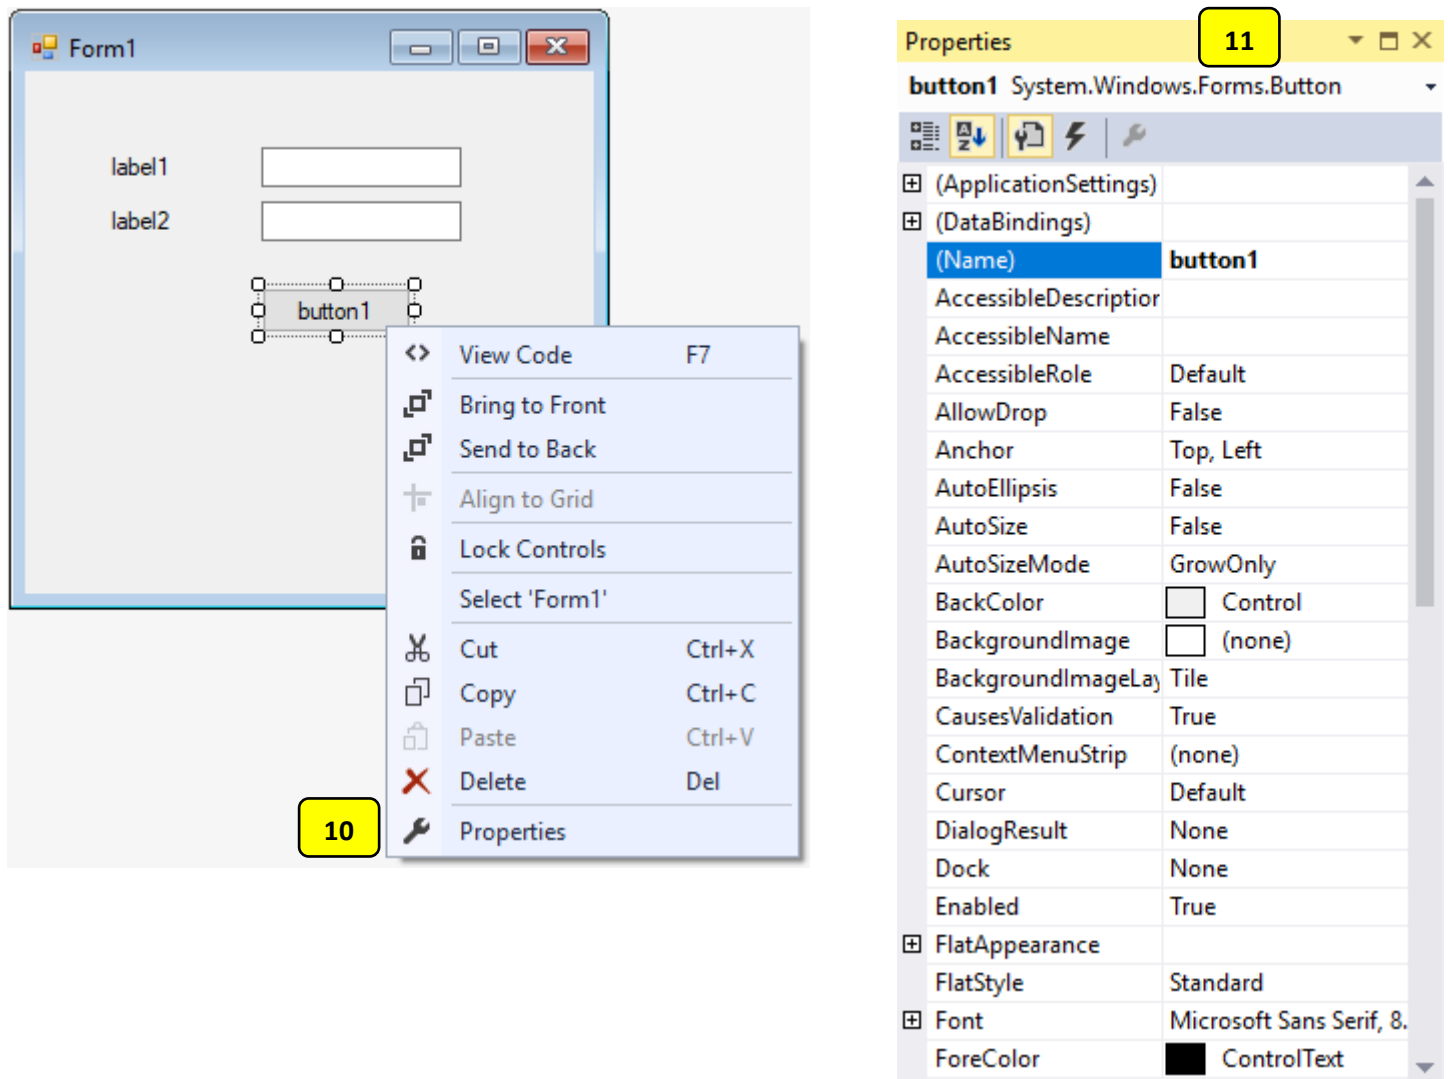 Form1
label1
label2
button1
View Code F7
Bring to Front
Send to Back
Align to Grid
Lock Controls
Select 'Form1'
Cut Ctrl+X
Copy Ctrl+C
Paste Ctrl+V
Delete Del
10
Properties
Properties
11
button1 System.Windows.Forms.Button
(ApplicationSettings)
(DataBindings)
(Name) button1
AccessibleDescription
AccessibleName
AccessibleRole Default
AllowDrop False
Anchor Top, Left
AutoEllipsis False
AutoSize False
AutoSizeMode GrowOnly
BackColor Control
BackgroundImage (none)
BackgroundImageLay Tile
CausesValidation True
ContextMenuStrip (none)
Cursor Default
DialogResult None
Dock None
Enabled True
FlatAppearance
FlatStyle Standard
Font Microsoft Sans Serif, 8.
ForeColor ControlText